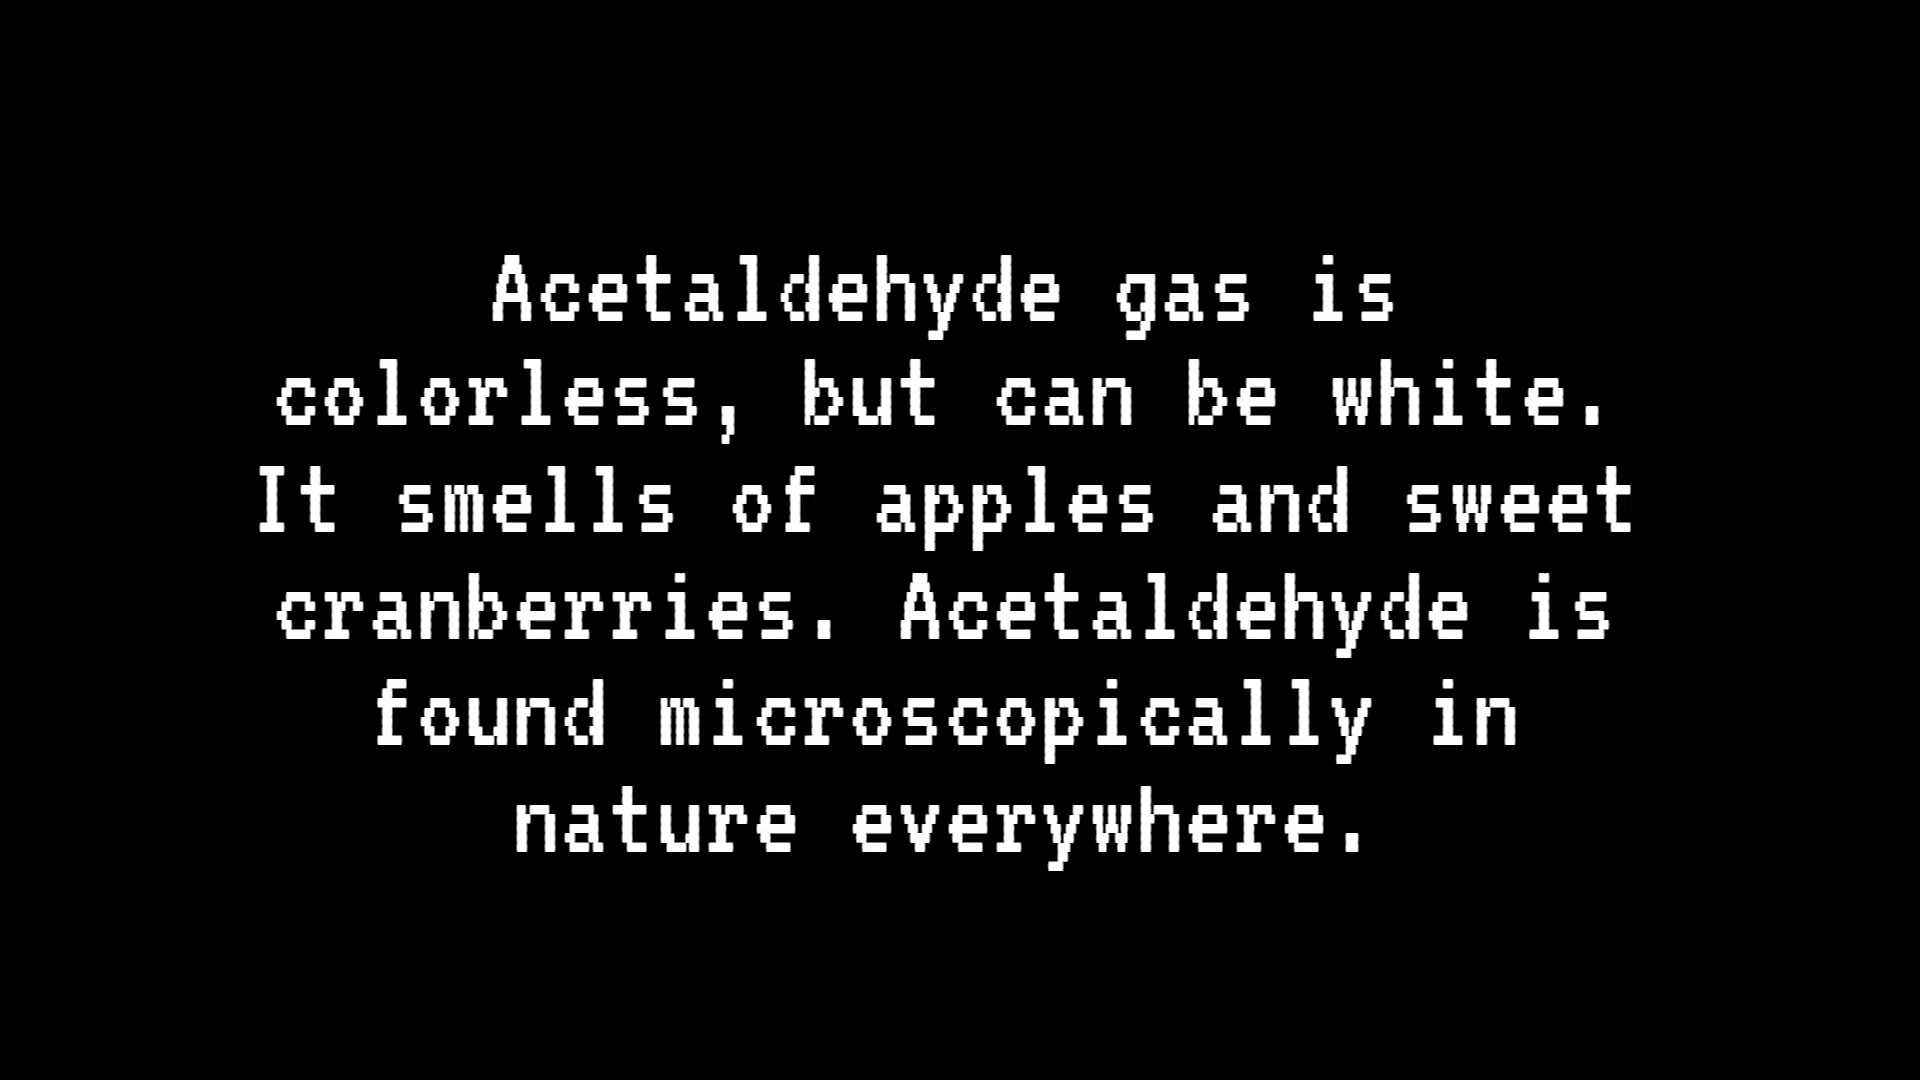 Acetaldehyde gas is
colorless, but can be white.
It smells of apples and sweet
cranberries. Acetaldehyde is
found microscopically in
nature everywhere.